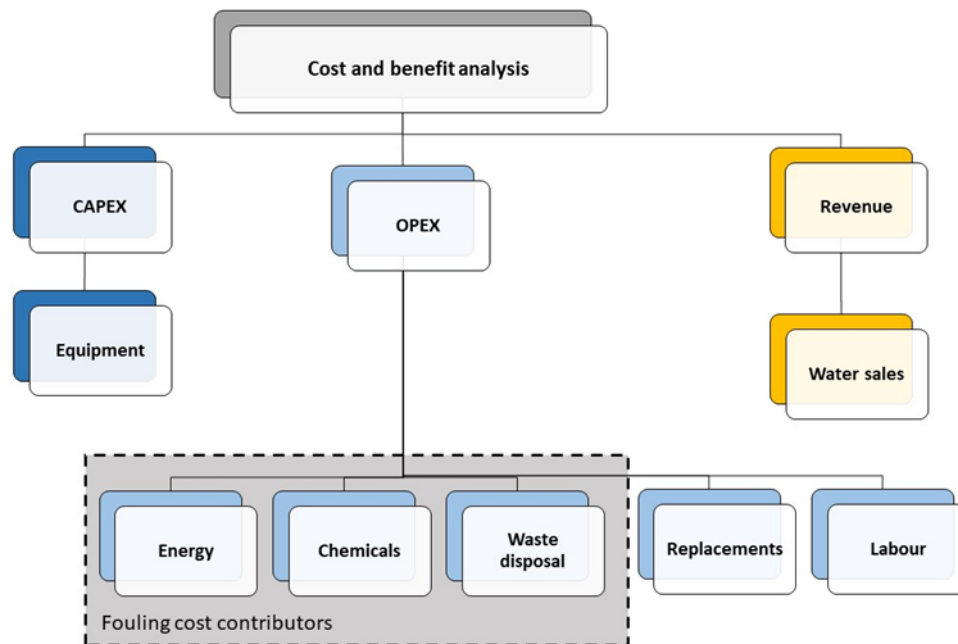 Cost and benefit analysis
CAPEX
OPEX
Revenue
Equipment
Water sales
Energy
Chemicals
Waste
disposal
Replacements
Labour
Fouling cost contributors